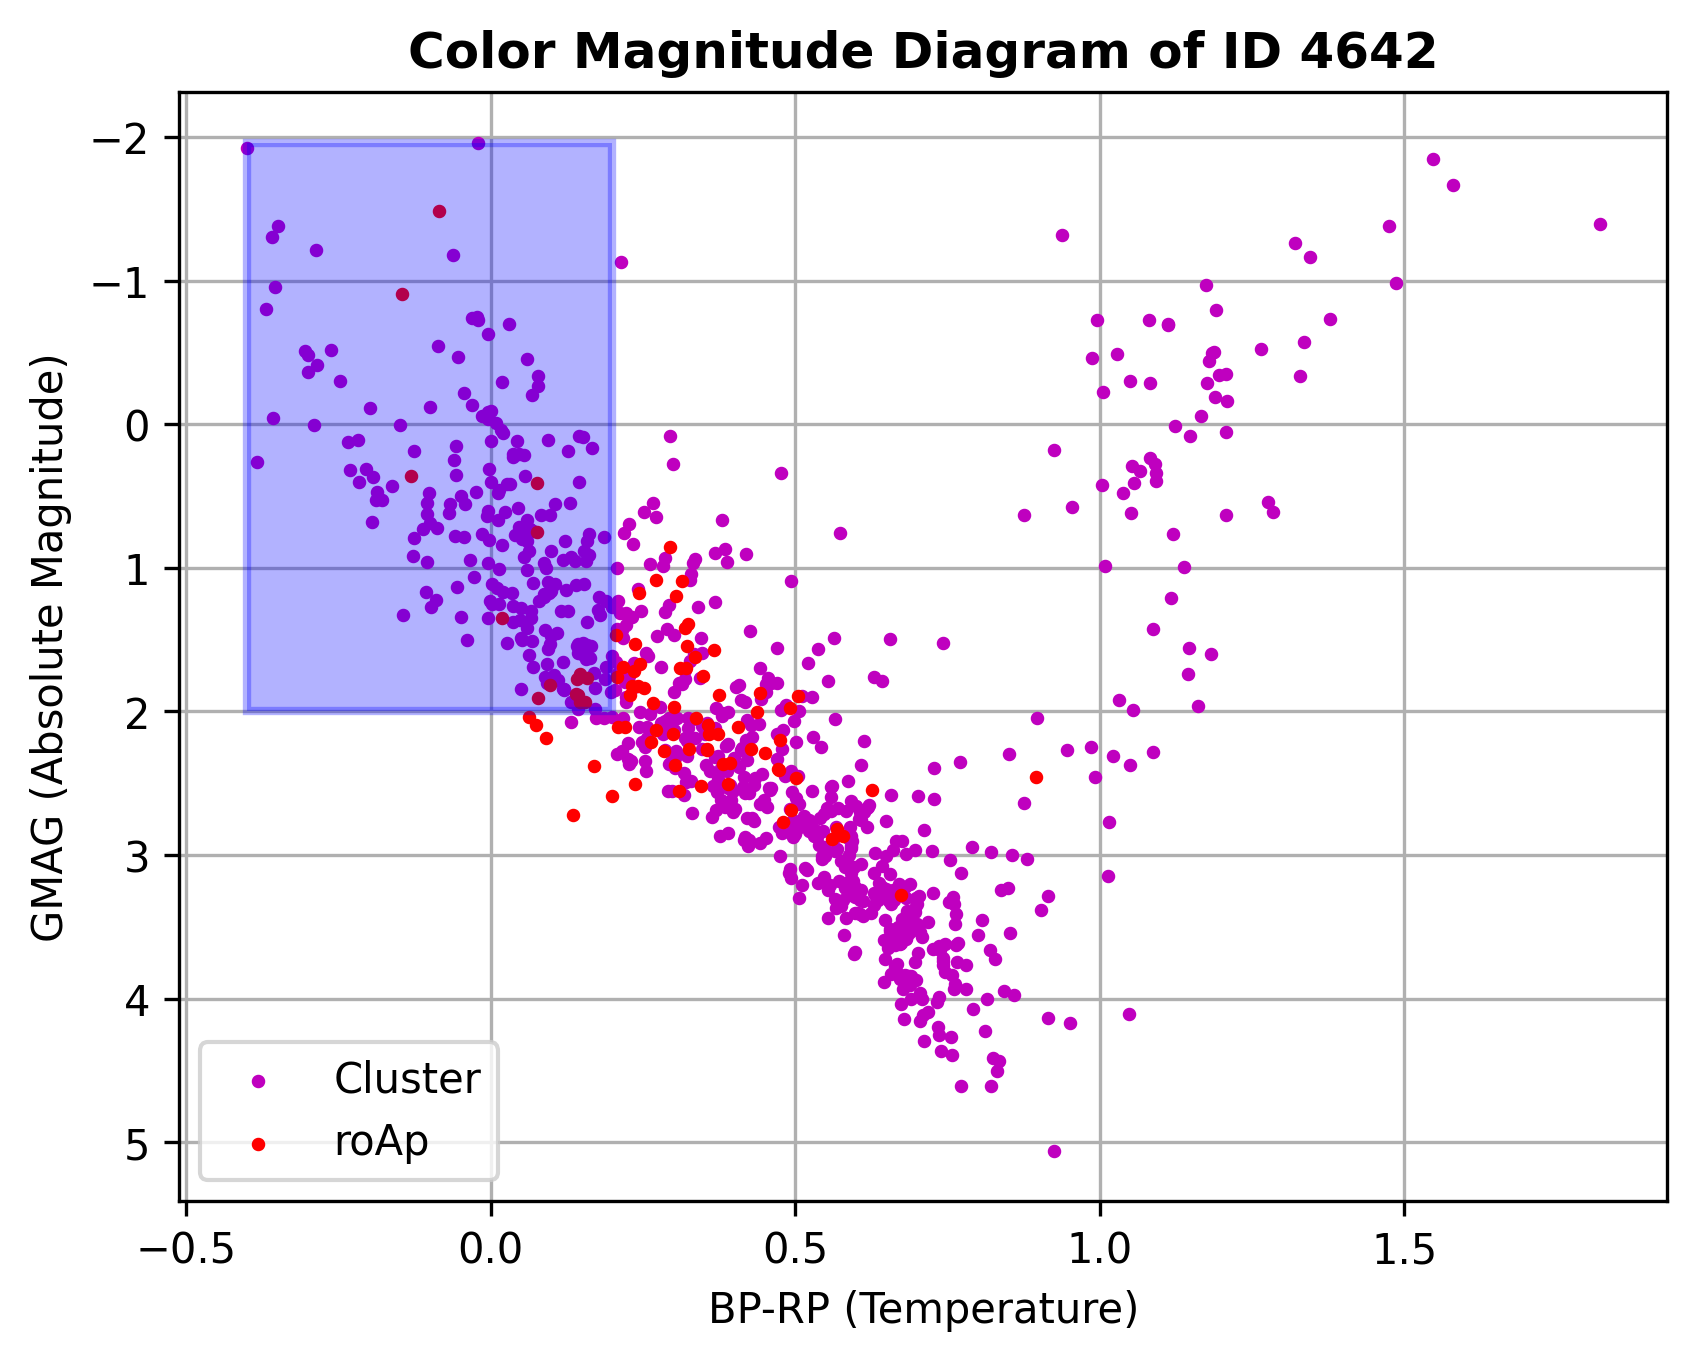 Color Magnitude Diagram of ID 4642
−2
−1
0
1
2
3
4
5
GMAG (Absolute Magnitude)
Cluster
roAp
−0.5 0.0 0.5 1.0 1.5
BP-RP (Temperature)